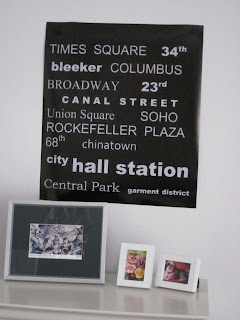 TIMES SQUARE 34th
bleeker COLUMBUS
BROADWAY 23rd
CANAL STREET
Union Square SOHO
ROCKEFELLER PLAZA
68th chinatown
city hall station
Central Park garment district